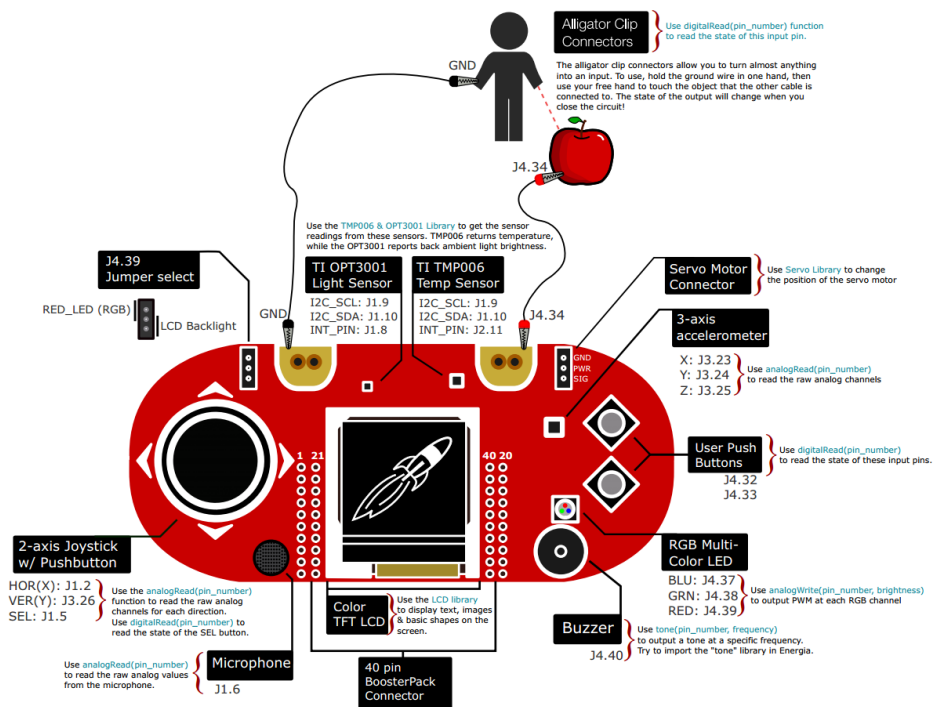 Alligator Clip
Connectors
Use digitalRead(pin_number) function
to read the state of this input pin.
The alligator clip connectors allow you to turn almost anything
into an input. To use, hold the ground wire in one hand, then
use your free hand to touch the object that the other cable is
connected to. The state of the output will change when you
close the circuit!
GND
J4.34
Use the TMP006 & OPT3001 Library to get the sensor
readings from these sensors. TMP006 returns temperature,
while the OPT3001 reports back ambient light brightness.
J4.39
Jumper select
RED_LED (RGB)
LCD Backlight
TI OPT3001
Light Sensor
I2C_SCL: J1.9
I2C_SDA: J1.10
INT_PIN: J1.8
TI TMP006
Temp Sensor
I2C_SCL: J1.9
I2C_SDA: J1.10
INT_PIN: J2.11
GND
J4.34
Servo Motor
Connector
Use Servo Library to change
the position of the servo motor
GND
PWR
SIG
3-axis
accelerometer
X: J3.23
Y: J3.24
Z: J3.25
Use analogRead(pin_number)
to read the raw analog channels
User Push
Buttons
J4.32
J4.33
Use digitalRead(pin_number)
to read the state of these input pins.
1 21
40 20
2-axis Joystick
w/ Pushbutton
HOR(X): J1.2
VER(Y): J3.26
SEL: J1.5
Use the analogRead(pin_number)
function to read the raw analog
channels for each direction.
Use digitalRead(pin_number) to
read the state of the SEL button.
Color
TFT LCD
Use the LCD library
to display text, images
& basic shapes on the
screen.
RGB Multi-
Color LED
BLU: J4.37
GRN: J4.38
RED: J4.39
Use analogWrite(pin_number, brightness)
to output PWM at each RGB channel
Buzzer
J4.40
Use tone(pin_number, frequency)
to output a tone at a specific frequency.
Try to import the "tone" library in Energia.
Use analogRead(pin_number)
to read the raw analog values
from the microphone.
Microphone
J1.6
40 pin
BoosterPack
Connector